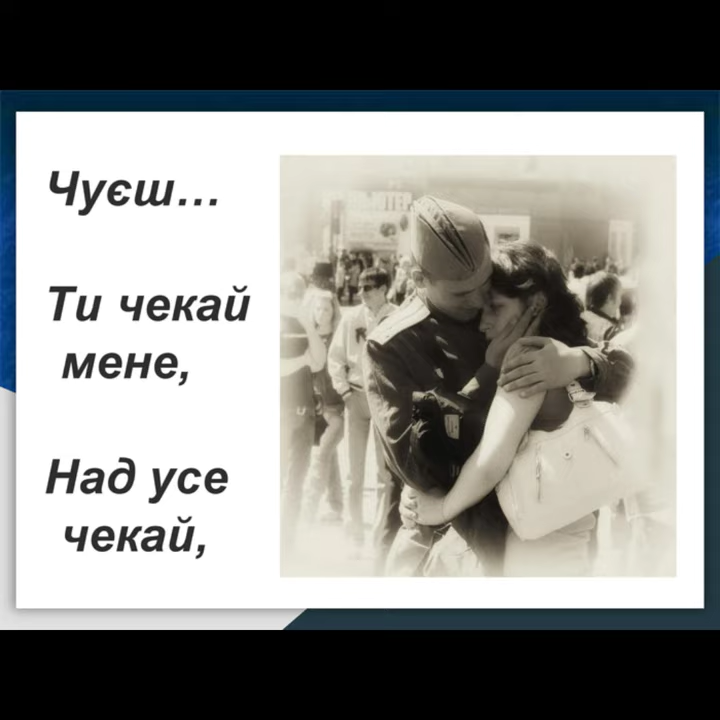 Чуєш...
Ти чекай
мене,
Над усе
чекай,